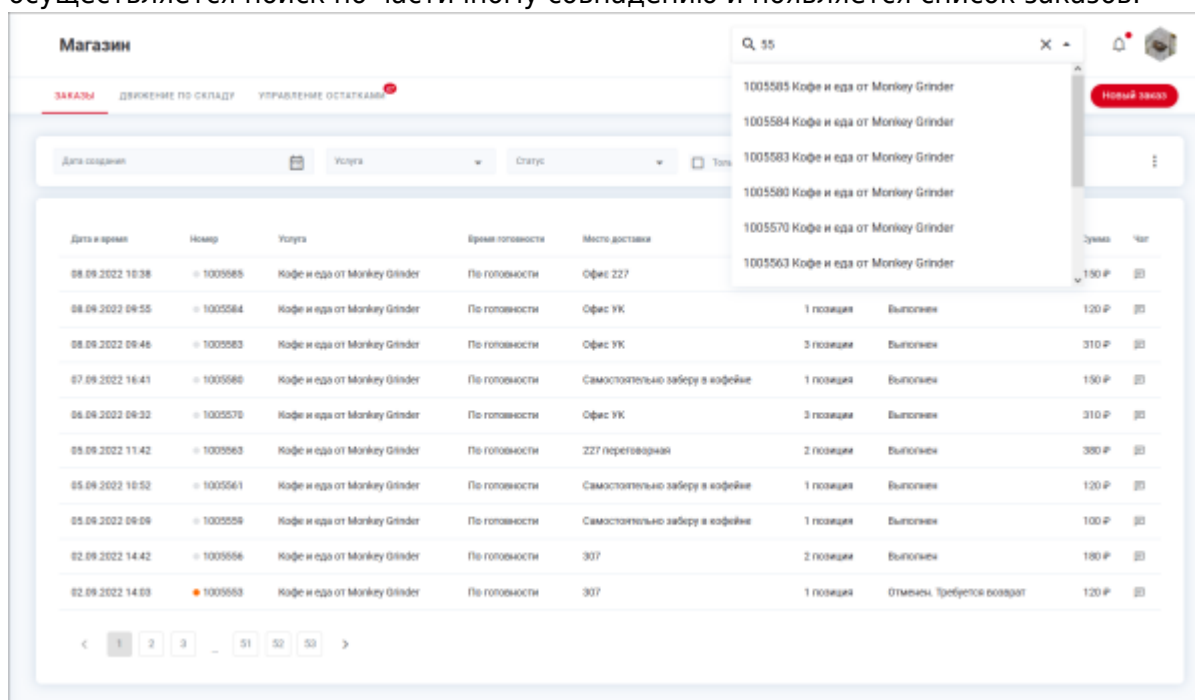 осуществляется поиск по частичному совпадению и появляется список заказов.
Магазин
55
ЗАКАЗЫ ДВИЖЕНИЕ ПО СКЛАДУ УПРАВЛЕНИЕ ОСТАТКАМИ
Новый заказ
1005585 Кофе и еда от Monkey Grinder
1005584 Кофе и еда от Monkey Grinder
1005583 Кофе и еда от Monkey Grinder
1005580 Кофе и еда от Monkey Grinder
1005570 Кофе и еда от Monkey Grinder
1005563 Кофе и еда от Monkey Grinder
Дата создания Услуга Статус
Дата и время Номер Услуга Время готовности Место доставки Сумма Чат
08.09.2022 10:38 1005585 Кофе и еда от Monkey Grinder По готовности Офис 227 150 ₽
08.09.2022 09:55 1005584 Кофе и еда от Monkey Grinder По готовности Офис УК 1 позиция Выполнен 120 ₽
08.09.2022 09:46 1005583 Кофе и еда от Monkey Grinder По готовности Офис УК 3 позиции Выполнен 310 ₽
07.09.2022 16:41 1005580 Кофе и еда от Monkey Grinder По готовности Самостоятельно заберу в кофейне 1 позиция Выполнен 150 ₽
06.09.2022 09:32 1005570 Кофе и еда от Monkey Grinder По готовности Офис УК 3 позиции Выполнен 310 ₽
05.09.2022 11:42 1005563 Кофе и еда от Monkey Grinder По готовности 227 переговорная 2 позиции Выполнен 380 ₽
05.09.2022 10:52 1005561 Кофе и еда от Monkey Grinder По готовности Самостоятельно заберу в кофейне 1 позиция Выполнен 120 ₽
05.09.2022 09:09 1005559 Кофе и еда от Monkey Grinder По готовности Самостоятельно заберу в кофейне 1 позиция Выполнен 100 ₽
02.09.2022 14:42 1005556 Кофе и еда от Monkey Grinder По готовности 307 2 позиции Выполнен 180 ₽
02.09.2022 14:03 1005553 Кофе и еда от Monkey Grinder По готовности 307 1 позиция Отменен. Требуется возврат 120 ₽
1 2 3 ... 51 52 53